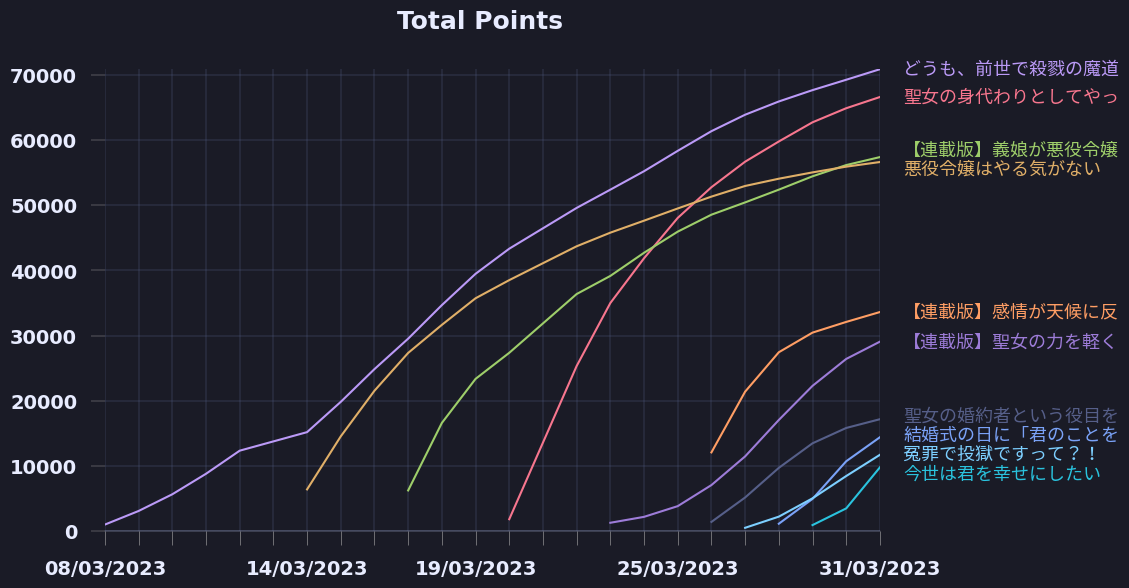 Total Points
70000
60000
50000
40000
30000
20000
10000
0
08/03/2023
14/03/2023
19/03/2023
25/03/2023
31/03/2023
どうも、前世で殺戮の魔道
聖女の身代わりとしてやっ
【連載版】義娘が悪役令嬢
悪役令嬢はやる気がない
【連載版】感情が天候に反
【連載版】聖女の力を軽く
聖女の婚約者という役目を
結婚式の日に「君のことを
冤罪で投獄ですって？！
今世は君を幸せにしたい